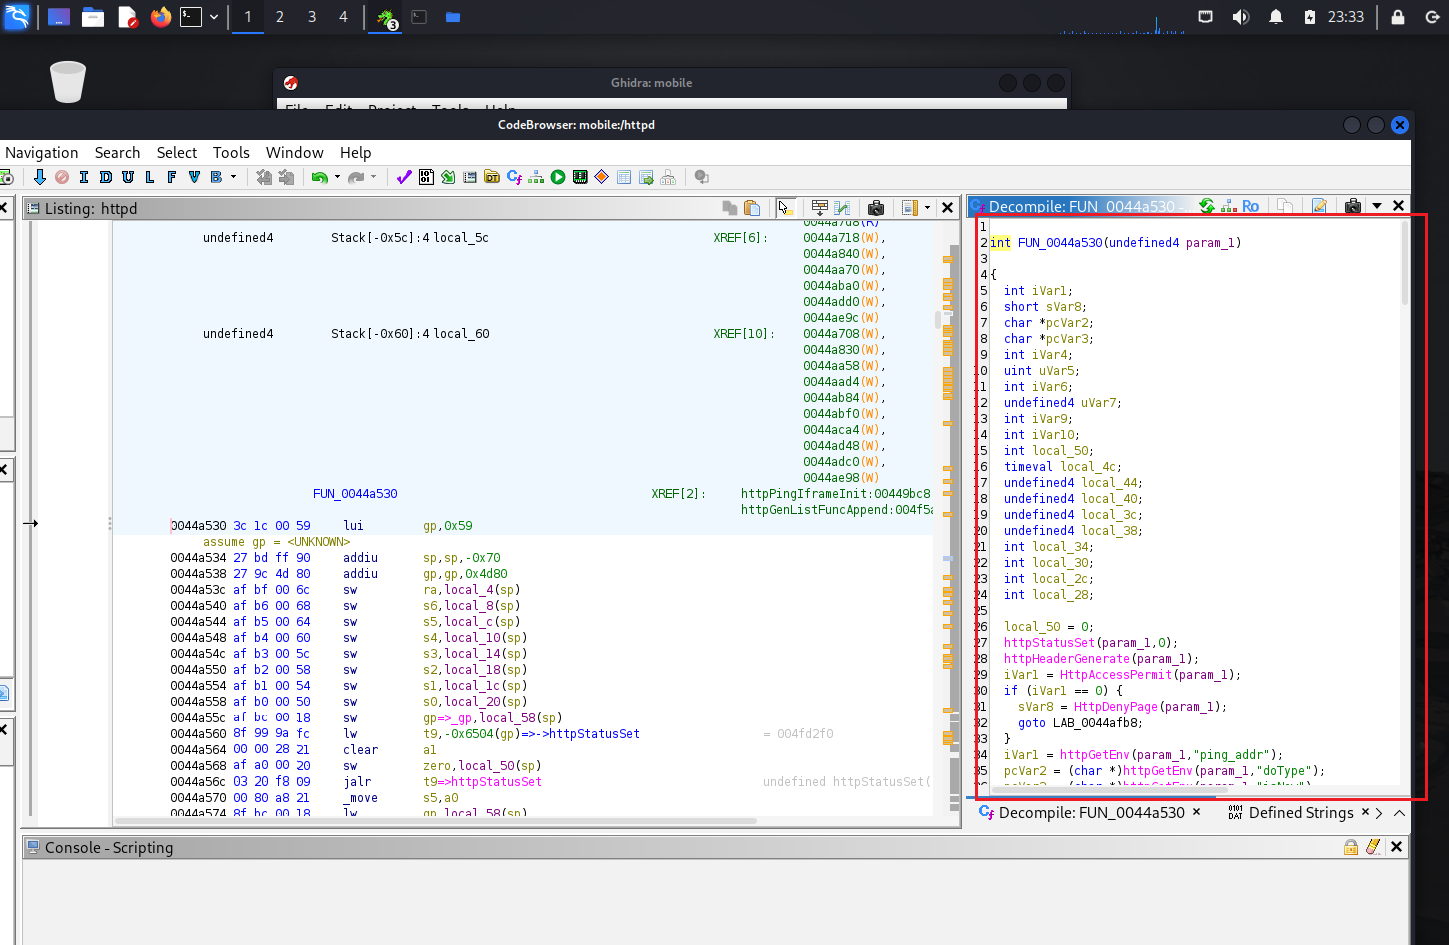 1 2 3 4
3
23:33
Ghidra: mobile
File Edit Project Tools Help
CodeBrowser: mobile:/httpd
Navigation Search Select Tools Window Help
I D U L F V B
Listing: httpd
Decompile: FUN_0044a530 -...
Ro
0044a7d8(R)
undefined4 Stack[-0x5c]:4 local_5c XREF[6]: 0044a718(W),
0044a840(W),
0044aa70(W),
0044aba0(W),
0044add0(W),
0044ae9c(W)
undefined4 Stack[-0x60]:4 local_60 XREF[10]: 0044a708(W),
0044a830(W),
0044aa58(W),
0044aad4(W),
0044ab84(W),
0044abf0(W),
0044aca4(W),
0044ad48(W),
0044adc0(W),
0044ae98(W)
FUN_0044a530 XREF[2]: httpPingIframeInit:00449bc8
httpGenListFuncAppend:004f5a
0044a530 3c 1c 00 59 lui gp,0x59
assume gp = <UNKNOWN>
0044a534 27 bd ff 90 addiu sp,sp,-0x70
0044a538 27 9c 4d 80 addiu gp,gp,0x4d80
0044a53c af bf 00 6c sw ra,local_4(sp)
0044a540 af b6 00 68 sw s6,local_8(sp)
0044a544 af b5 00 64 sw s5,local_c(sp)
0044a548 af b4 00 60 sw s4,local_10(sp)
0044a54c af b3 00 5c sw s3,local_14(sp)
0044a550 af b2 00 58 sw s2,local_18(sp)
0044a554 af b1 00 54 sw s1,local_1c(sp)
0044a558 af b0 00 50 sw s0,local_20(sp)
0044a55c af bc 00 18 sw gp=>_gp,local_58(sp)
0044a560 8f 99 9a fc lw t9,-0x6504(gp)=>->httpStatusSet = 004fd2f0
0044a564 00 00 28 21 clear a1
0044a568 af a0 00 20 sw zero,local_50(sp)
0044a56c 03 20 f8 09 jalr t9=>httpStatusSet undefined httpStatusSet(
0044a570 00 80 a8 21 _move s5,a0
0044a574 8f bc 00 18 lw gp,local_58(sp)
1
2 int FUN_0044a530(undefined4 param_1)
3
4 {
5 int iVar1;
6 short sVar8;
7 char *pcVar2;
8 char *pcVar3;
9 int iVar4;
10 uint uVar5;
11 int iVar6;
12 undefined4 uVar7;
13 int iVar9;
14 int iVar10;
15 int local_50;
16 timeval local_4c;
17 undefined4 local_44;
18 undefined4 local_40;
19 undefined4 local_3c;
20 undefined4 local_38;
21 int local_34;
22 int local_30;
23 int local_2c;
24 int local_28;
25
26 local_50 = 0;
27 httpStatusSet(param_1,0);
28 httpHeaderGenerate(param_1);
29 iVar1 = HttpAccessPermit(param_1);
30 if (iVar1 == 0) {
31 sVar8 = HttpDenyPage(param_1);
32 goto LAB_0044afb8;
33 }
34 iVar1 = httpGetEnv(param_1,"ping_addr");
35 pcVar2 = (char *)httpGetEnv(param_1,"doType");
36 pcVar3 = (char *)httpGetEnv(param_1,"isNew")
Decompile: FUN_0044a530 ×
0101 DAT Defined Strings ×
Console - Scripting